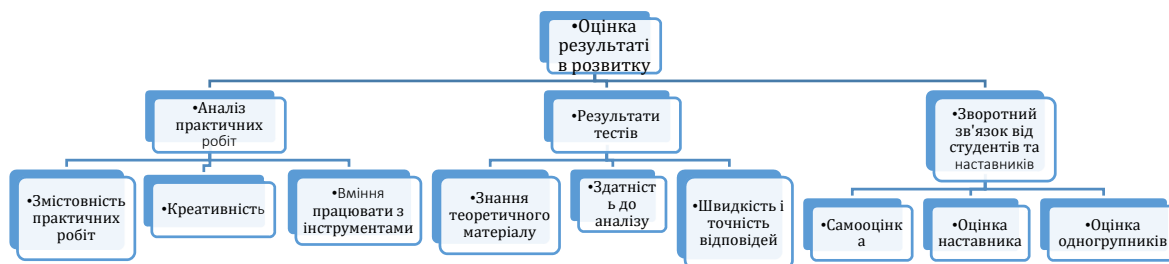 •Оцінка
результаті
в розвитку
•Аналіз
практичних
робіт
•Результати
тестів
•Зворотний
зв'язок від
студентів та
наставників
•Змістовність
практичних
робіт
•Креативність
•Вміння
працювати з
інструментами
•Знання
теоретичного
матеріалу
•Здатніст
ь до
аналізу
•Швидкість і
точність
відповідей
•Самооцінк
а
•Оцінка
наставника
•Оцінка
одногрупників